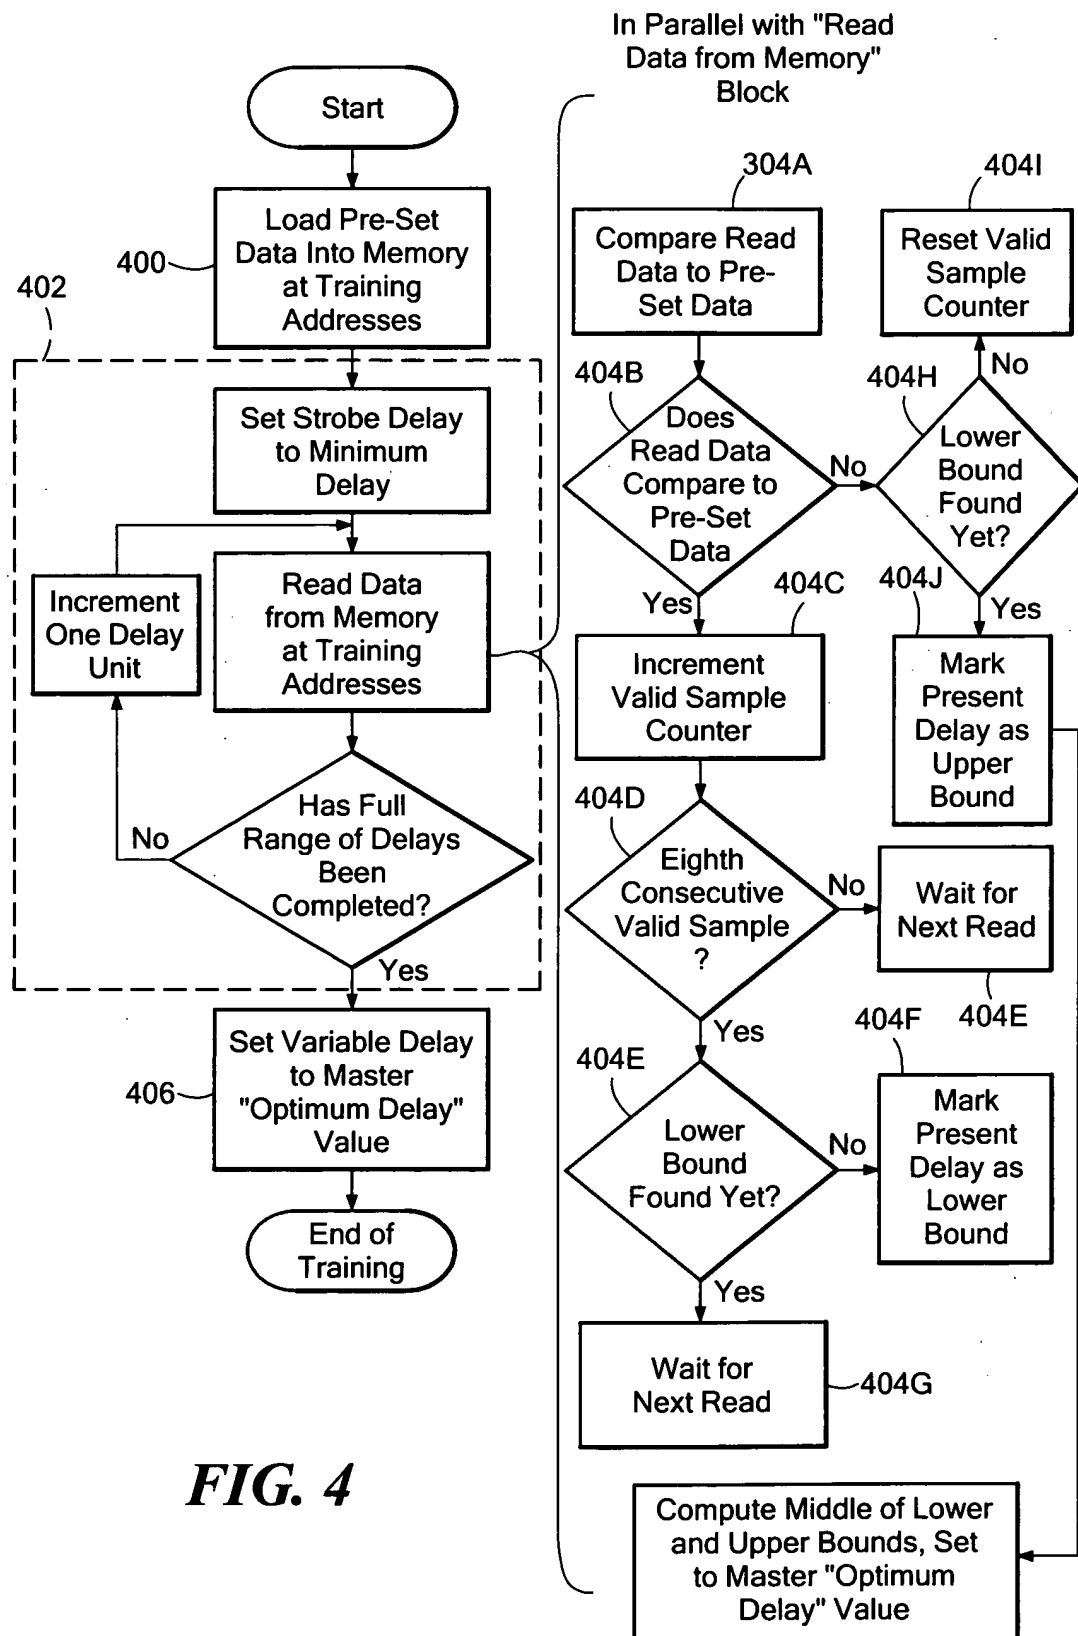 In Parallel with "Read
Data from Memory"
Block
Start
400
Load Pre-Set
Data Into Memory
at Training
Addresses
402
Set Strobe Delay
to Minimum
Delay
Increment
One Delay
Unit
Read Data
from Memory
at Training
Addresses
Has Full
Range of Delays
Been
Completed?
No
Yes
406
Set Variable Delay
to Master
"Optimum Delay"
Value
End of
Training
304A
Compare Read
Data to Pre-
Set Data
404B
Does
Read Data
Compare to
Pre-Set
Data
No
Yes
404I
Reset Valid
Sample
Counter
No
404H
Lower
Bound
Found
Yet?
404J
Yes
Mark
Present
Delay as
Upper
Bound
404C
Increment
Valid Sample
Counter
404D
Eighth
Consecutive
Valid Sample
?
No
Wait for
Next Read
404E
Yes
404E
Lower
Bound
Found Yet?
No
404F
Mark
Present
Delay as
Lower
Bound
Yes
Wait for
Next Read
404G
Compute Middle of Lower
and Upper Bounds, Set
to Master "Optimum
Delay" Value
FIG. 4